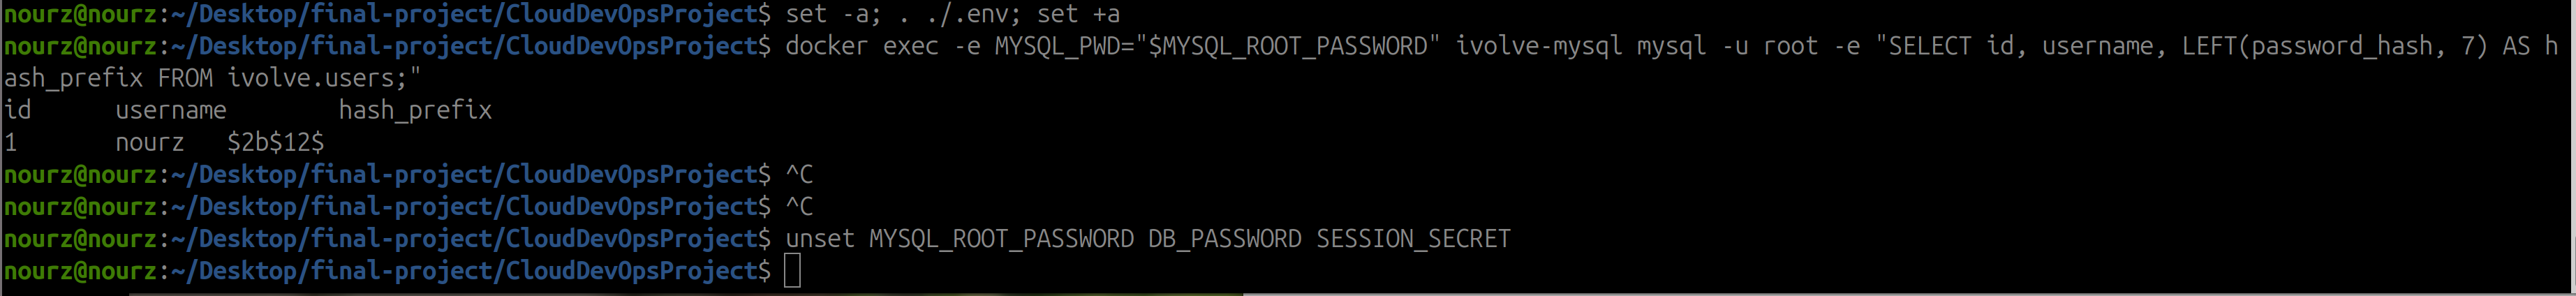 nourz@nourz:~/Desktop/final-project/CloudDevOpsProject$ set -a; . ./.env; set +a
nourz@nourz:~/Desktop/final-project/CloudDevOpsProject$ docker exec -e MYSQL_PWD="$MYSQL_ROOT_PASSWORD" ivolve-mysql mysql -u root -e "SELECT id, username, LEFT(password_hash, 7) AS h
ash_prefix FROM ivolve.users;"
id	username	hash_prefix
1	nourz	$2b$12$
nourz@nourz:~/Desktop/final-project/CloudDevOpsProject$ ^C
nourz@nourz:~/Desktop/final-project/CloudDevOpsProject$ ^C
nourz@nourz:~/Desktop/final-project/CloudDevOpsProject$ unset MYSQL_ROOT_PASSWORD DB_PASSWORD SESSION_SECRET
nourz@nourz:~/Desktop/final-project/CloudDevOpsProject$